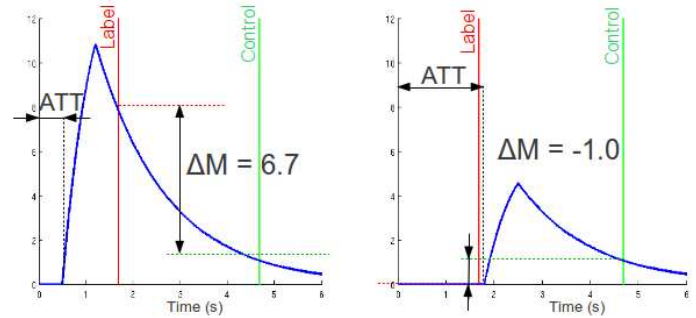 12
10
8
6
4
2
0
0 1 2 3 4 5 6
Time (s)
Label
Control
ATT
ΔM = 6.7
12
10
8
6
4
2
0
0 1 2 3 4 5 6
Time (s)
Label
Control
ATT
ΔM = -1.0